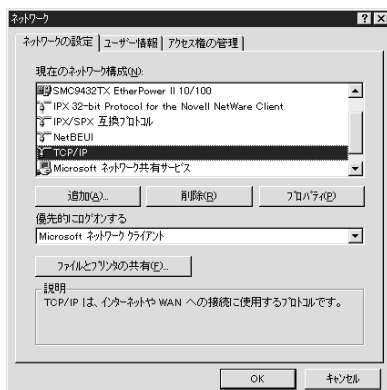 ネットワーク
ネットワークの設定 ユーザー情報 アクセス権の管理
現在のネットワーク構成(N):
SMC9432TX EtherPower II 10/100
IPX 32-bit Protocol for the Novell NetWare Client
IPX/SPX 互換プロトコル
NetBEUI
TCP/IP
Microsoft ネットワーク共有サービス
追加(A)... 削除(R) プロパティ(P)
優先的にログオンする
Microsoft ネットワーク クライアント
ファイルとプリンタの共有(F)...
説明
TCP/IP は、インターネットや WAN への接続に使用するプロトコルです。
OK キャンセル